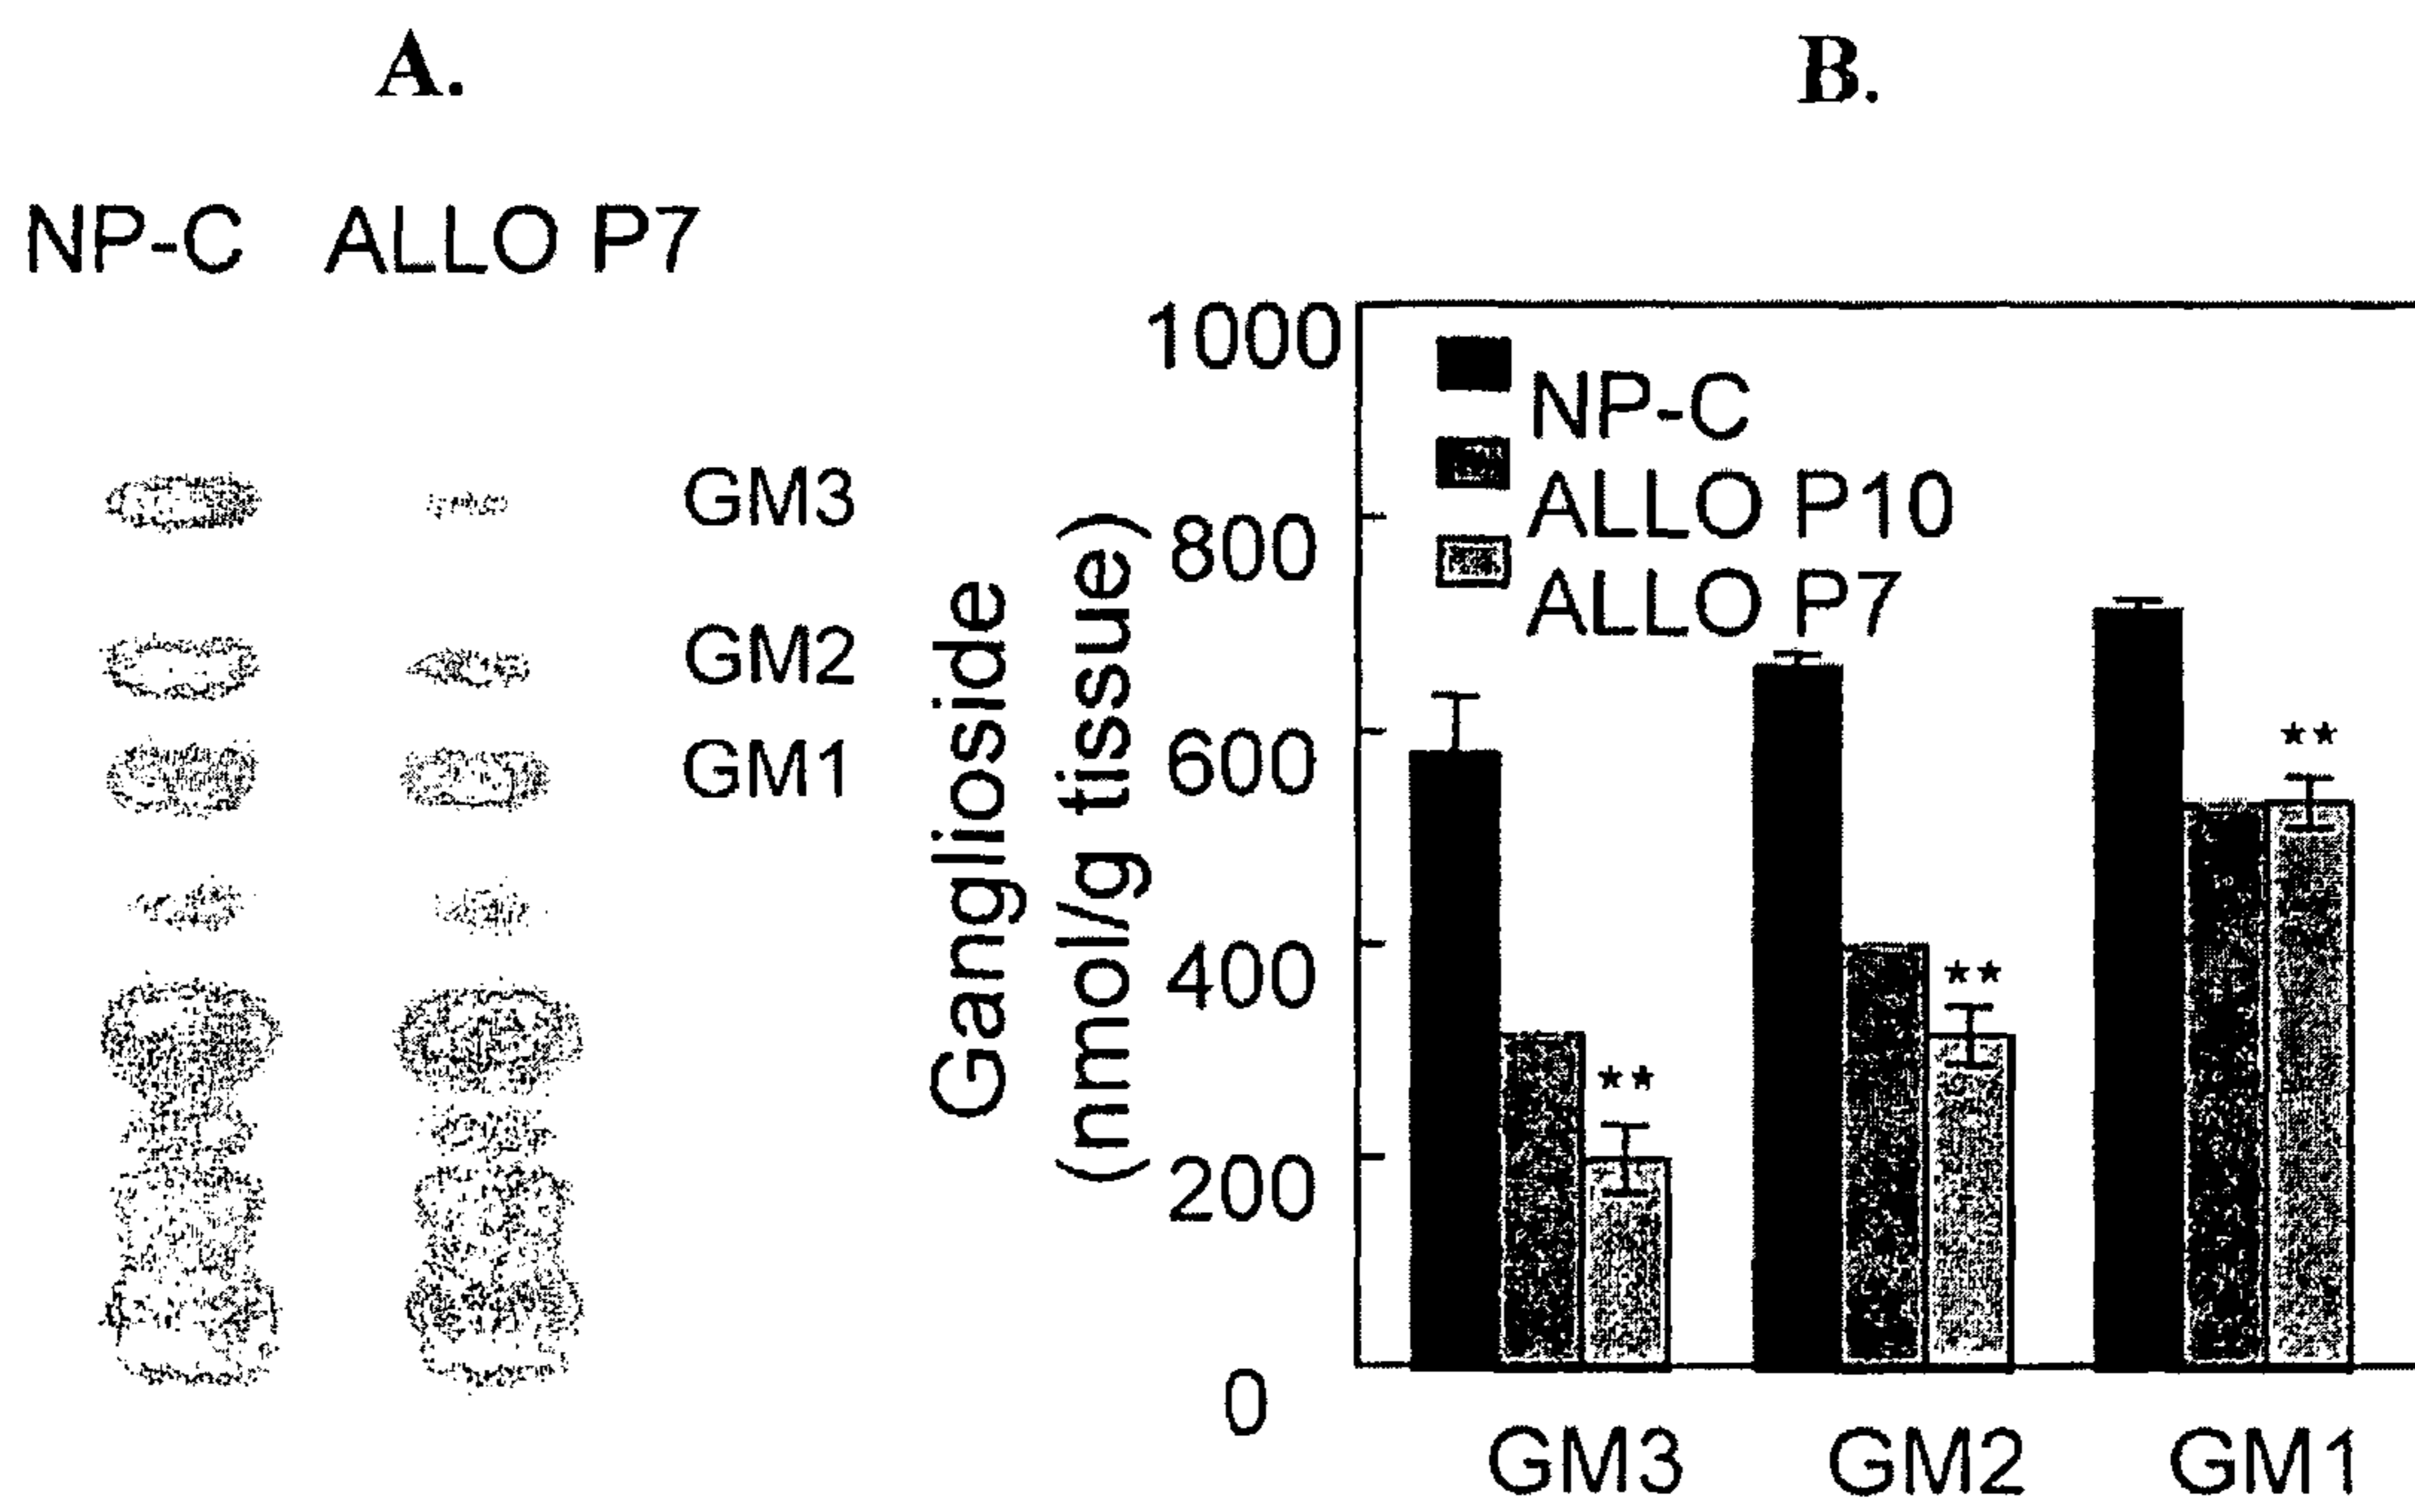 A.
NP-C ALLO P7
GM3
GM2
GM1
B.
Ganglioside
(nmol/g tissue)
1000
800
600
400
200
0
NP-C
ALLO P10
ALLO P7
**
**
**
GM3 GM2 GM1